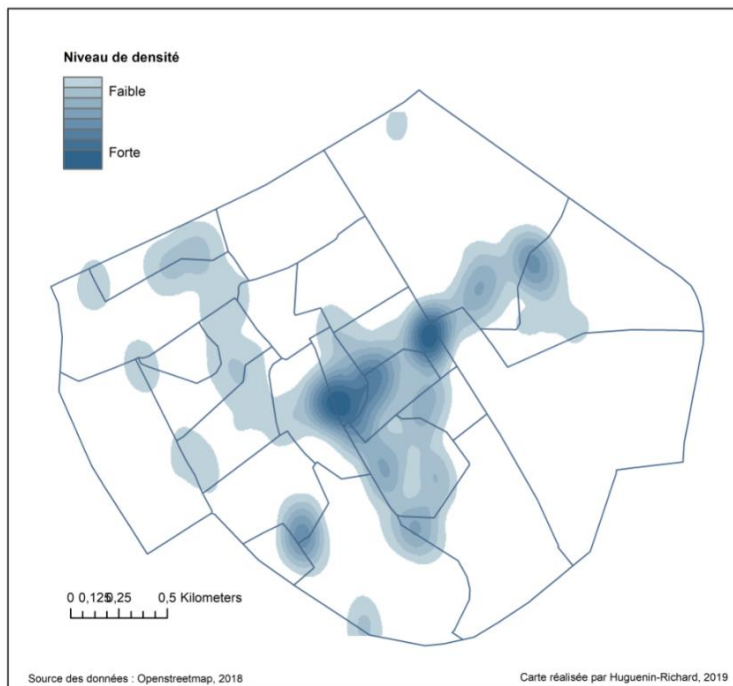 Niveau de densité
Faible
Forte
0 0,125 0,25 0,5 Kilometers
Source des données : Openstreetmap, 2018
Carte réalisée par Huguenin-Richard, 2019